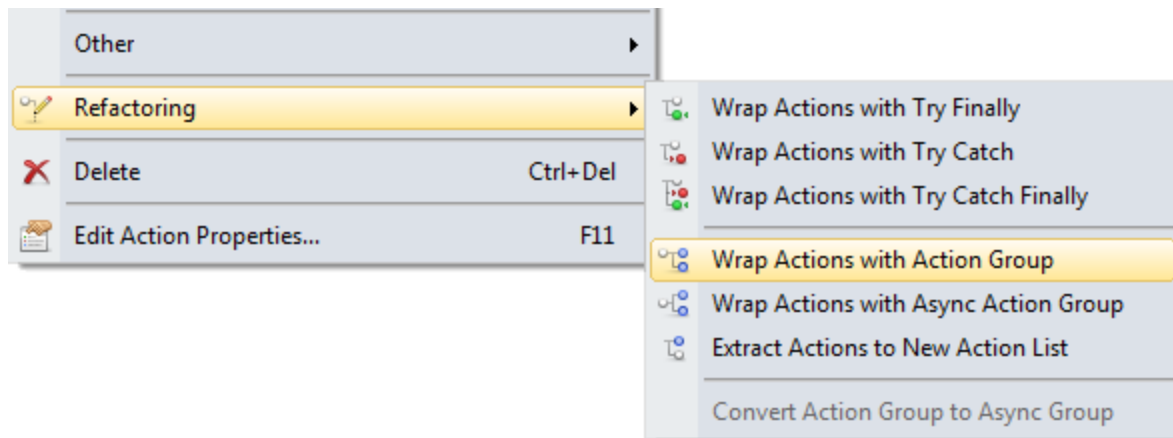 Other
Refactoring
Delete Ctrl+Del
Edit Action Properties... F11
Wrap Actions with Try Finally
Wrap Actions with Try Catch
Wrap Actions with Try Catch Finally
Wrap Actions with Action Group
Wrap Actions with Async Action Group
Extract Actions to New Action List
Convert Action Group to Async Group